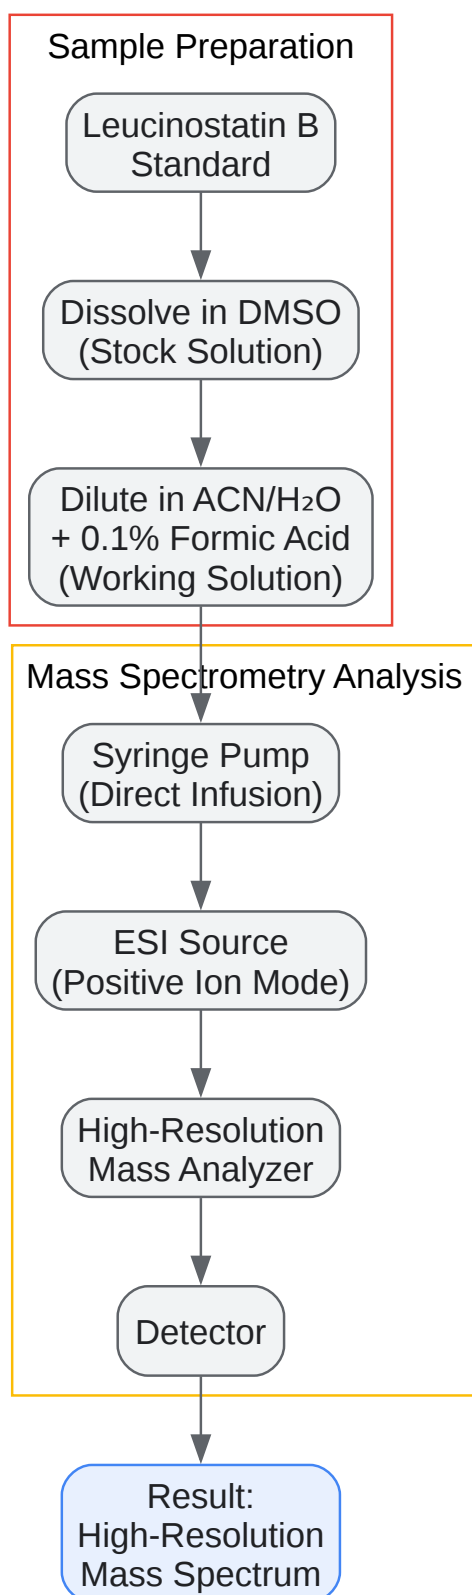 Sample Preparation
Leucinostatin B
Standard
Dissolve in DMSO
(Stock Solution)
Dilute in ACN/H₂O
+ 0.1% Formic Acid
(Working Solution)
Mass Spectrometry Analysis
Syringe Pump
(Direct Infusion)
ESI Source
(Positive Ion Mode)
High-Resolution
Mass Analyzer
Detector
Result:
High-Resolution
Mass Spectrum